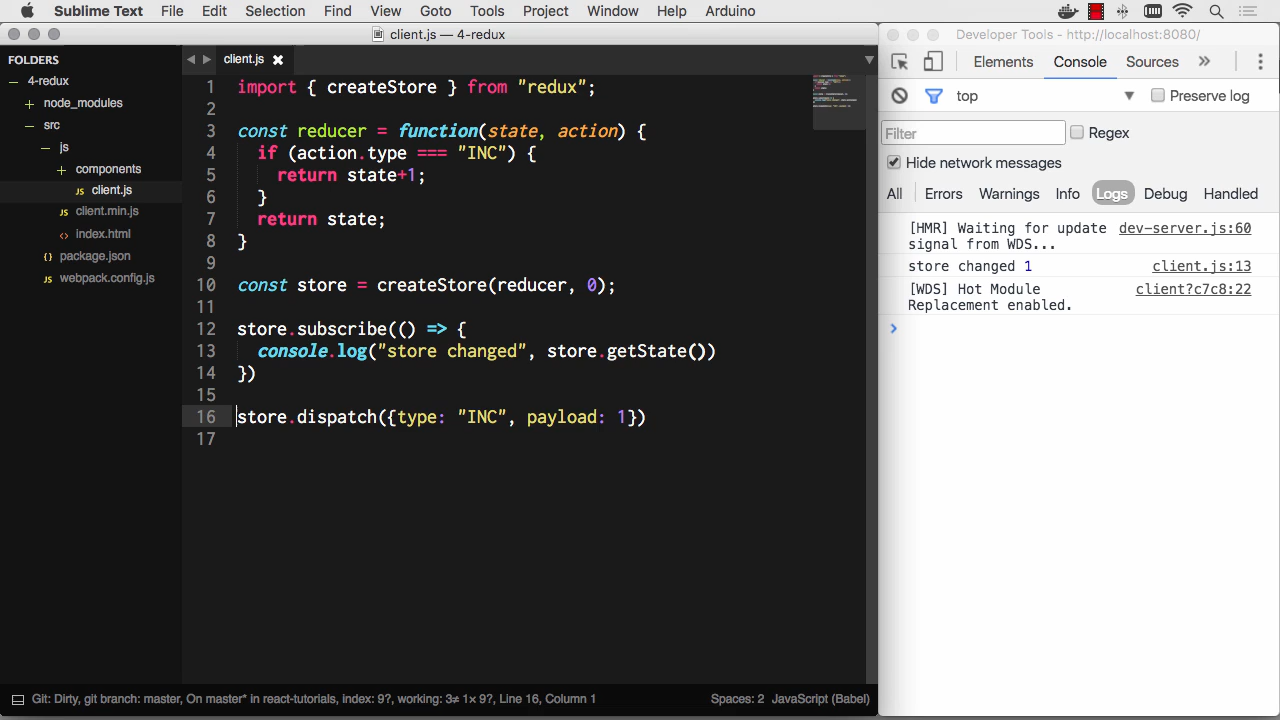 Sublime Text File Edit Selection Find View Goto Tools Project Window Help Arduino
client.js — 4-redux
Developer Tools - http://localhost:8080/
FOLDERS
4-redux
node_modules
src
js
components
client.js
client.min.js
index.html
package.json
webpack.config.js
client.js
1 import { createStore } from "redux";
2
3 const reducer = function(state, action) {
4 if (action.type === "INC") {
5 return state+1;
6 }
7 return state;
8 }
9
10 const store = createStore(reducer, 0);
11
12 store.subscribe(() => {
13 console.log("store changed", store.getState())
14 })
15
16 store.dispatch({type: "INC", payload: 1})
17
Elements Console Sources »
top Preserve log
Filter Regex
Hide network messages
All Errors Warnings Info Logs Debug Handled
[HMR] Waiting for update dev-server.js:60
signal from WDS...
store changed 1 client.js:13
[WDS] Hot Module client?c7c8:22
Replacement enabled.
Git: Dirty, git branch: master, On master* in react-tutorials, index: 9?, working: 3≠ 1× 9?, Line 16, Column 1
Spaces: 2 JavaScript (Babel)